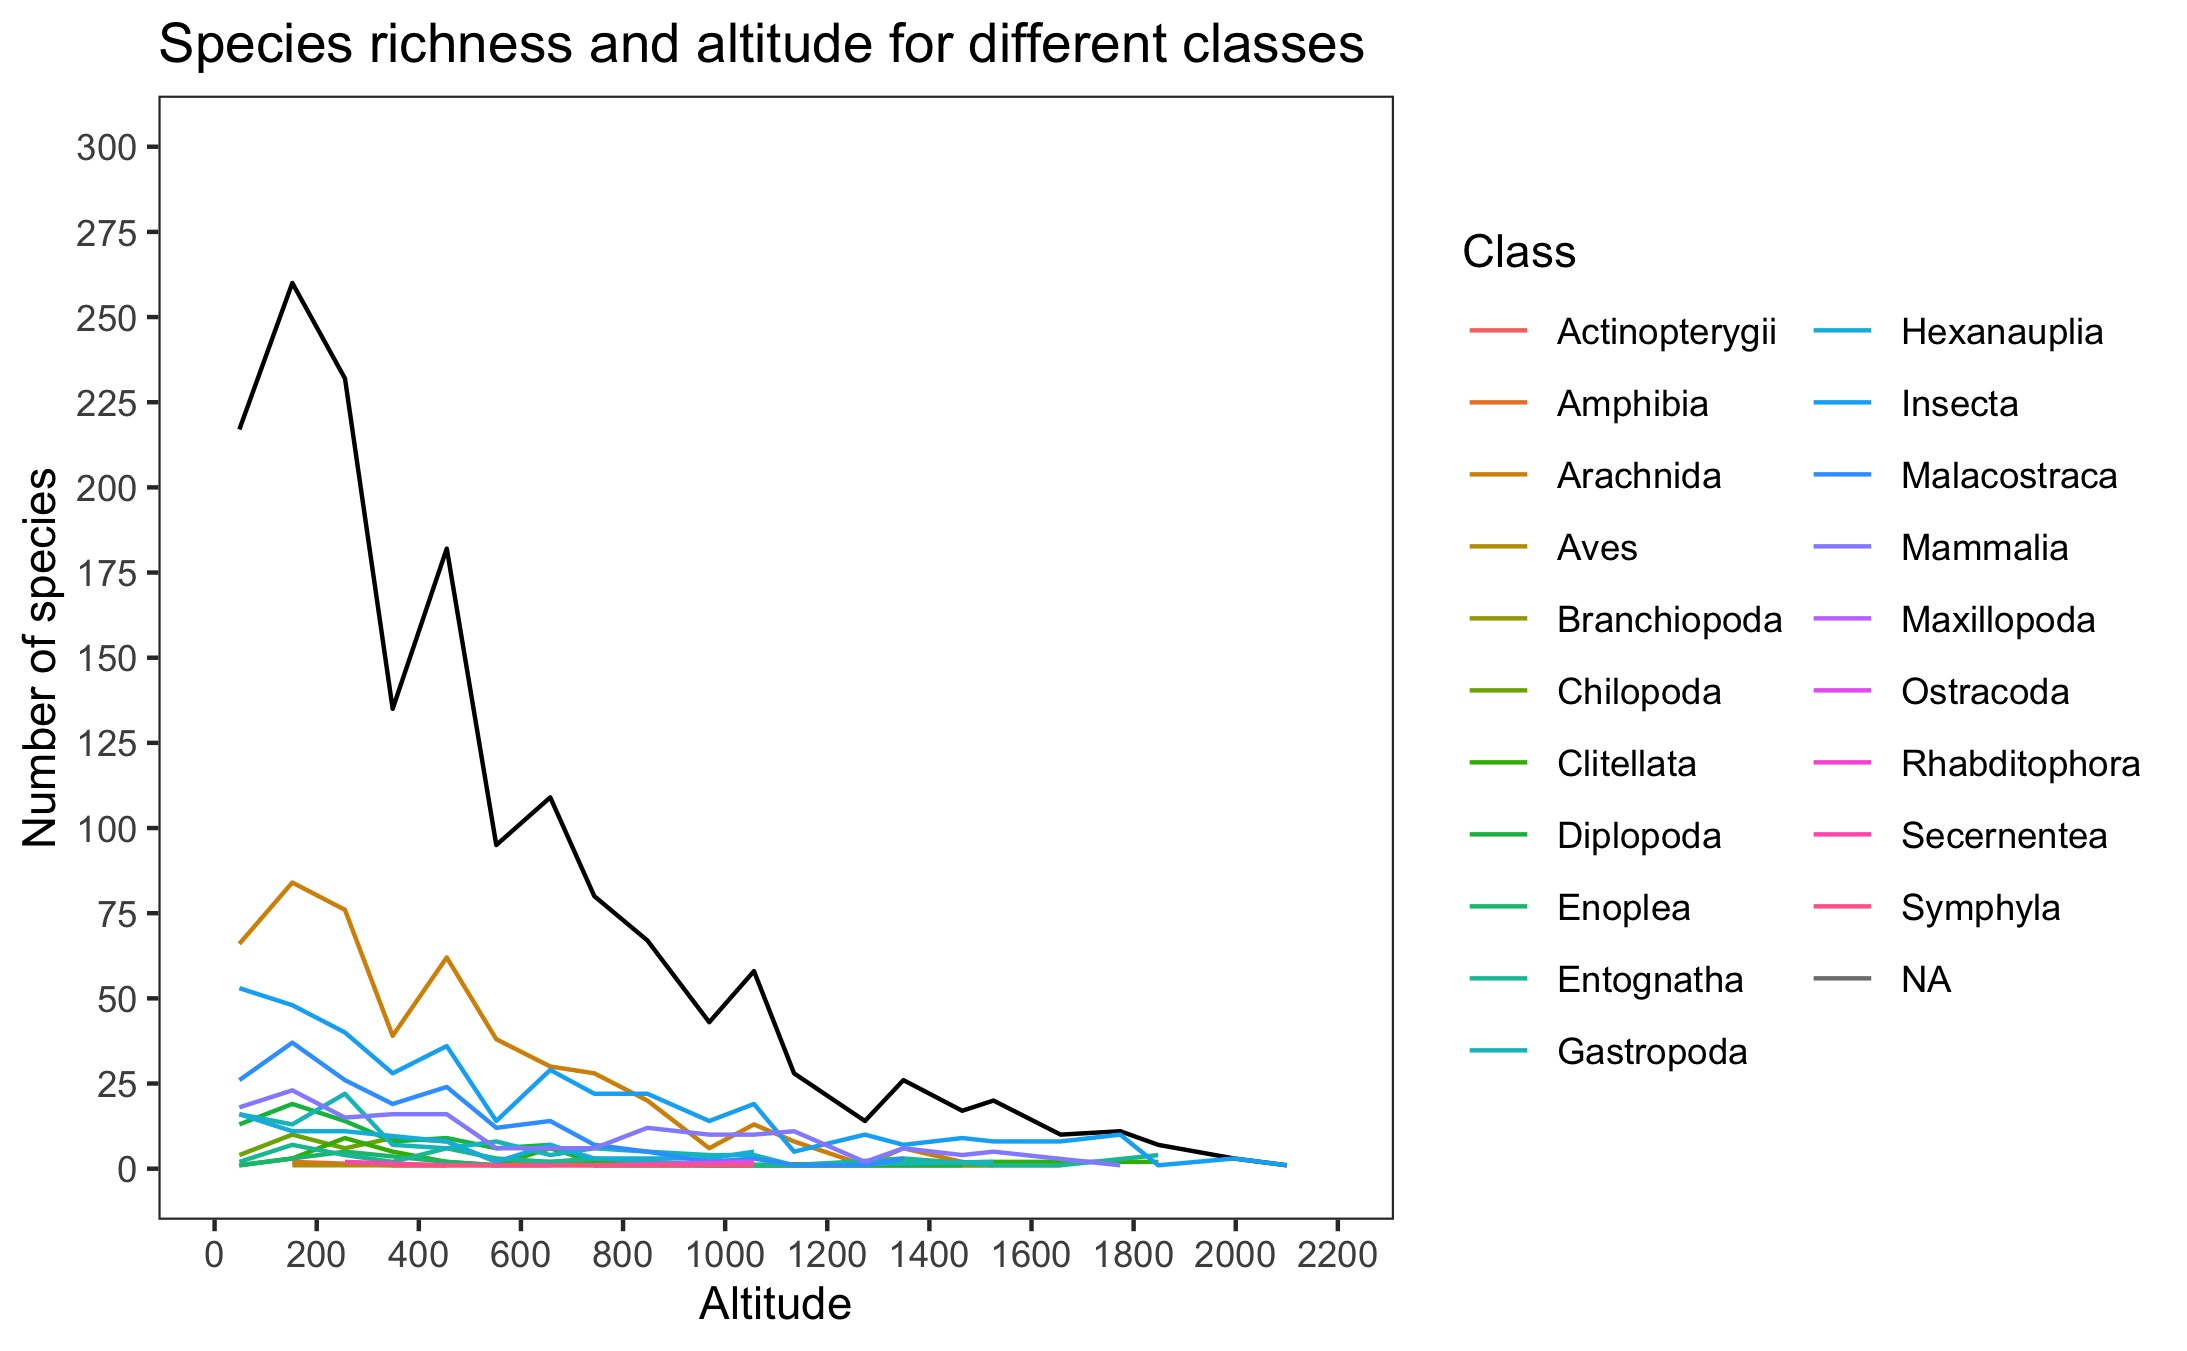 Species richness and altitude for different classes
300
275
250
225
200
175
150
125
100
75
50
25
0
Number of species
0 200 400 600 800 1000 1200 1400 1600 1800 2000 2200
Altitude
Class
Actinopterygii
Amphibia
Arachnida
Aves
Branchiopoda
Chilopoda
Clitellata
Diplopoda
Enoplea
Entognatha
Gastropoda
Hexanauplia
Insecta
Malacostraca
Mammalia
Maxillopoda
Ostracoda
Rhabditophora
Secernentea
Symphyla
NA